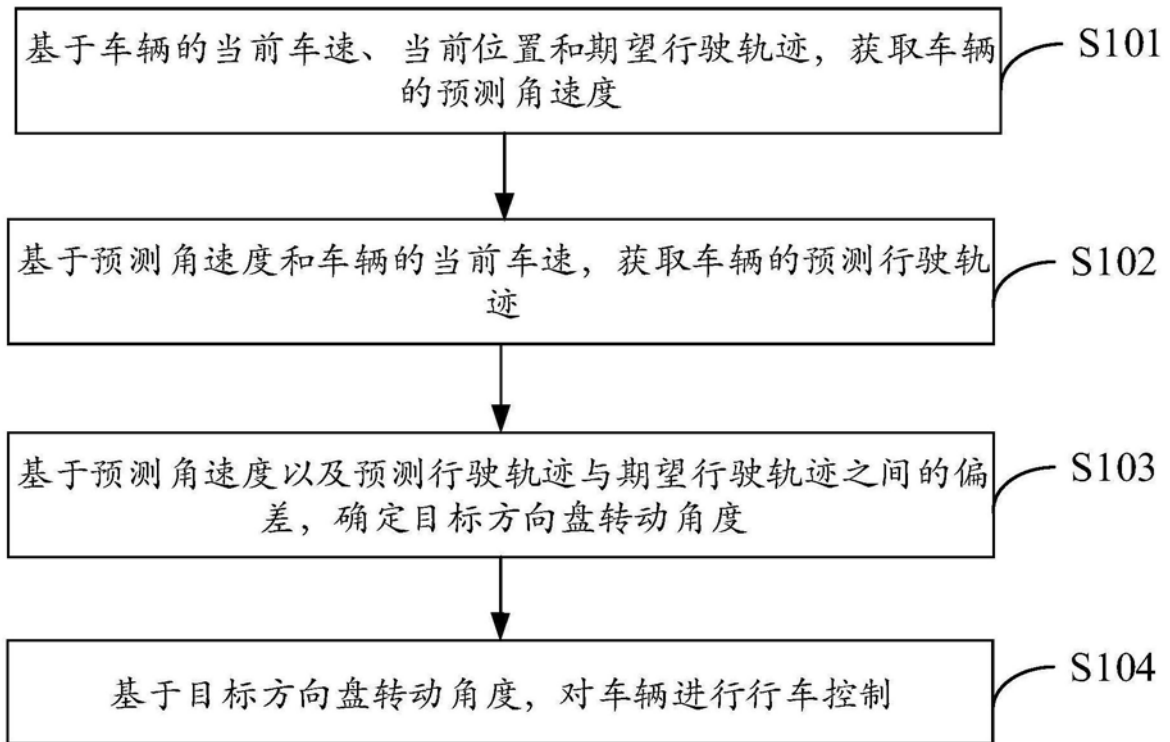 基于车辆的当前车速、当前位置和期望行驶轨迹，获取车辆
的预测角速度
S101
基于预测角速度和车辆的当前车速，获取车辆的预测行驶轨
迹
S102
基于预测角速度以及预测行驶轨迹与期望行驶轨迹之间的偏
差，确定目标方向盘转动角度
S103
基于目标方向盘转动角度，对车辆进行行车控制
S104